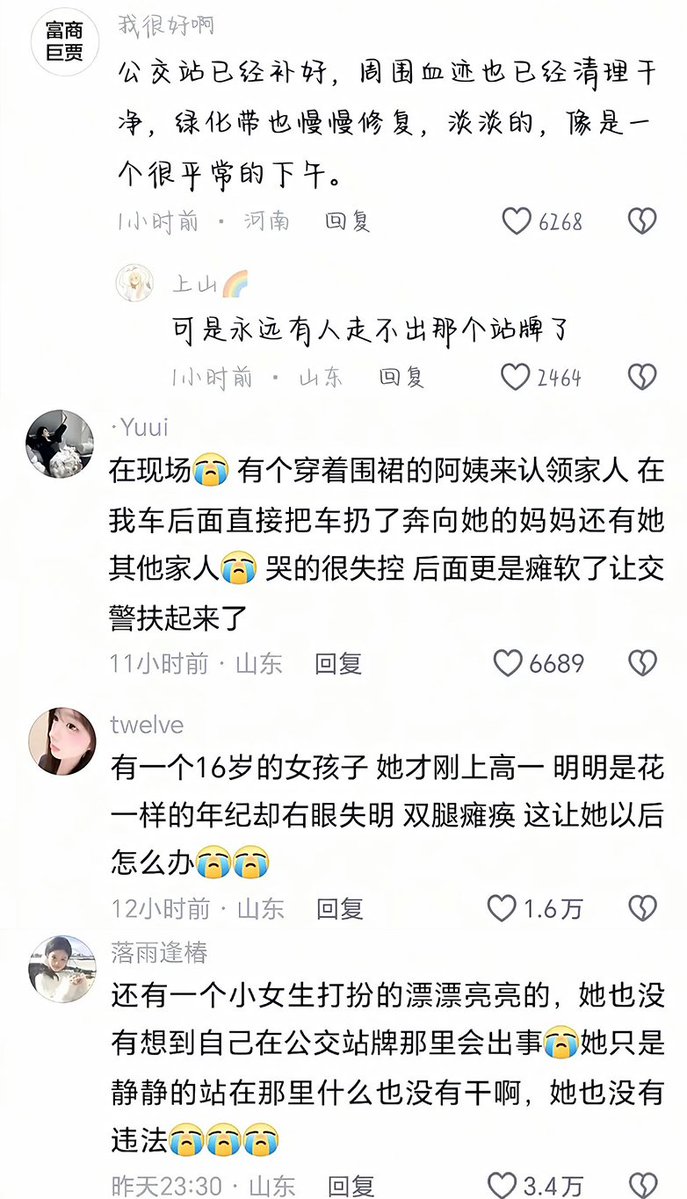 富商
巨贾
我很好啊
公交站已经补好，周围血迹也已经清理干
净，绿化带也慢慢修复，淡淡的，像是一
个很平常的下午。
1小时前 · 河南 回复 6268
上山🌈
可是永远有人走不出那个站牌了
1小时前 · 山东 回复 2464
·Yuui
在现场😭 有个穿着围裙的阿姨来认领家人 在
我车后面直接把车扔了奔向她的妈妈还有她
其他家人😭 哭的很失控 后面更是瘫软了让交
警扶起来了
11小时前 · 山东 回复 6689
twelve
有一个16岁的女孩子 她才刚上高一 明明是花
一样的年纪却右眼失明 双腿瘫痪 这让她以后
怎么办😭😭
12小时前 · 山东 回复 1.6万
落雨逢椿
还有一个小女生打扮的漂漂亮亮的，她也没
有想到自己在公交站牌那里会出事😭她只是
静静的站在那里什么也没有干啊，她也没有
违法😭😭😭
昨天23:30 · 山东 回复 3.4万